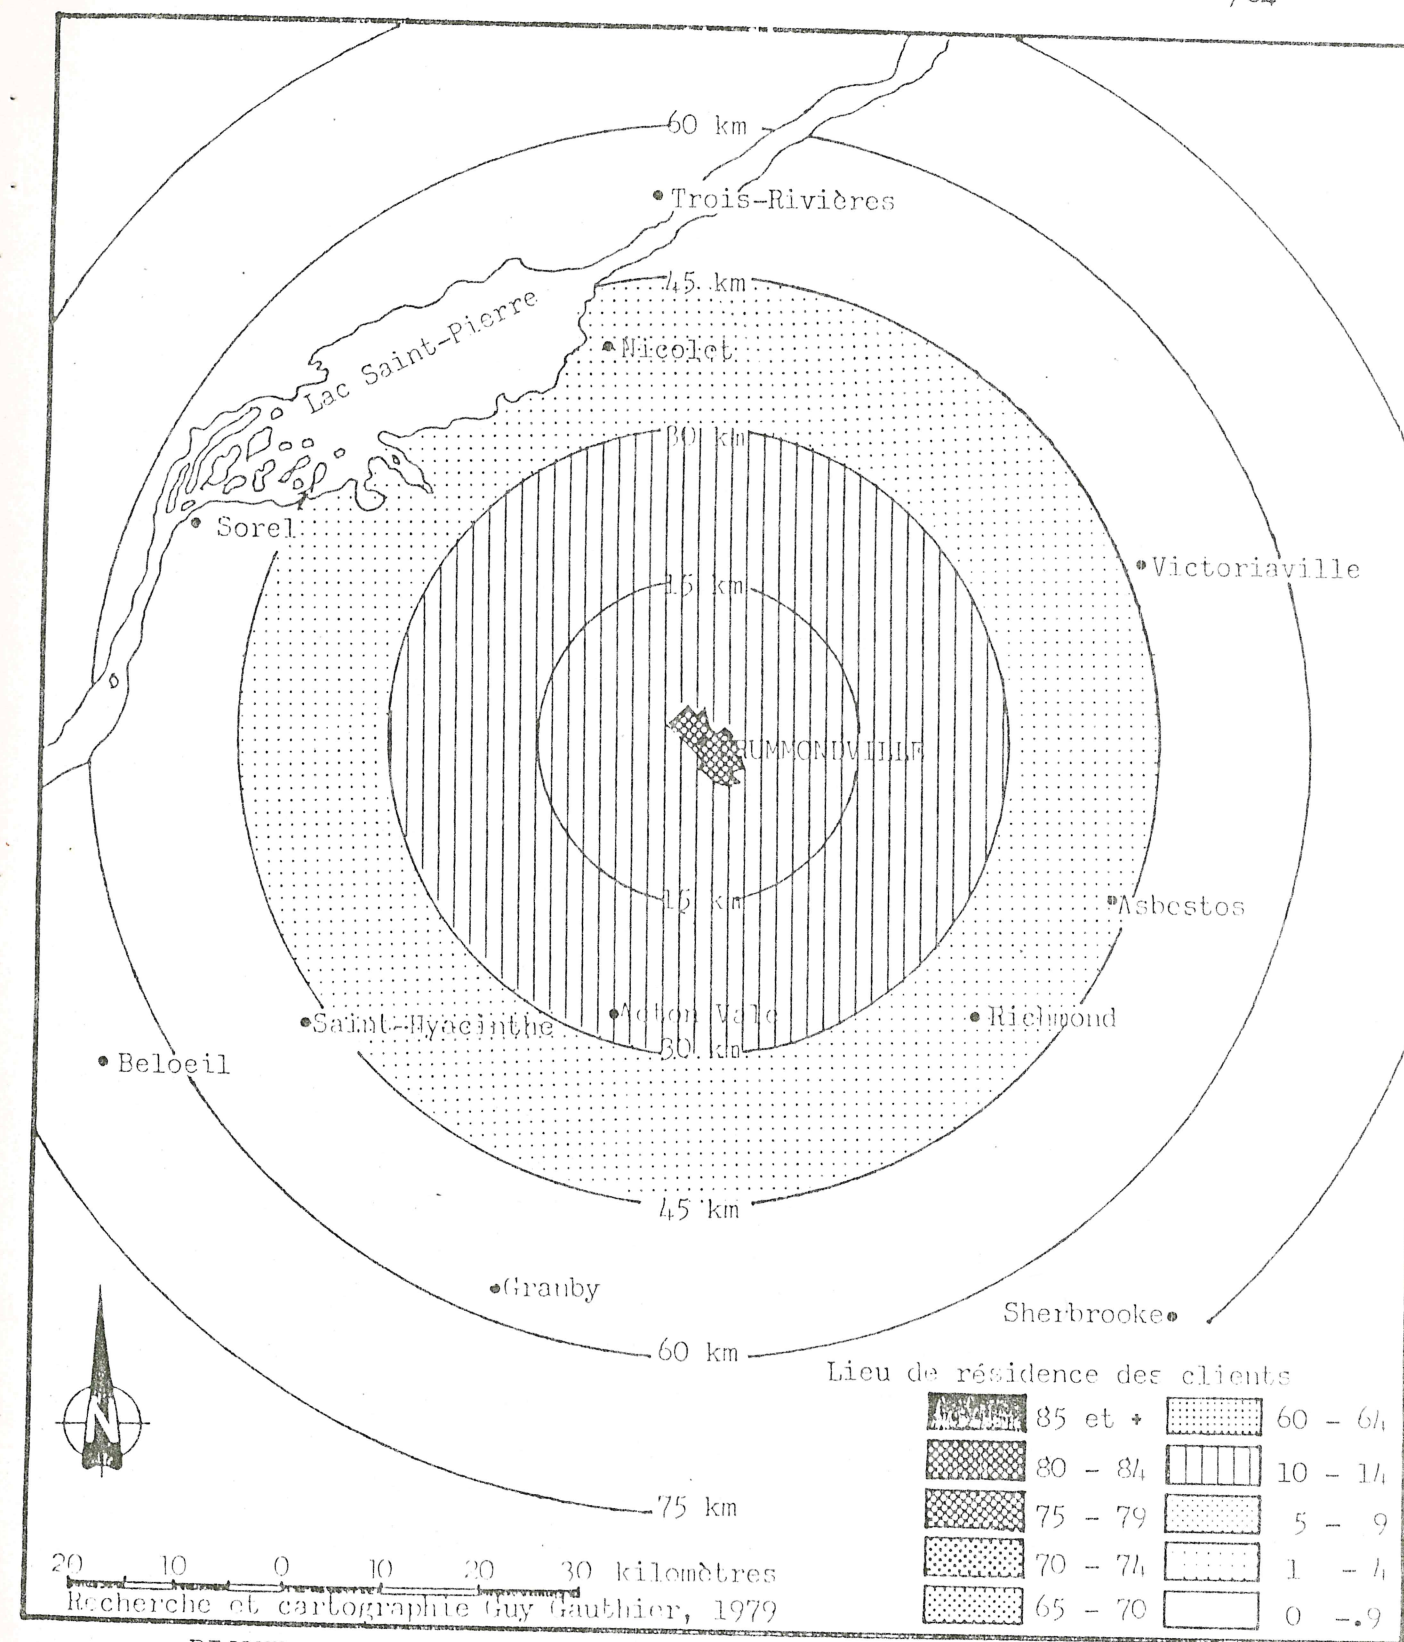 60 km
Trois-Rivières
45 km
Lac Saint-Pierre
Nicolet
30 km
Sorel
Victoriaville
15 km
DRUMMONDVILLE
15 km
Asbestos
Saint-Hyacinthe
Acton Vale
Richmond
30 km
Beloeil
45 km
Granby
Sherbrooke
60 km
Lieu de résidence des clients
85 et +
60 - 64
80 - 84
10 - 14
75 - 79
5 - 9
70 - 74
1 - 4
65 - 70
0 - .9
N
75 km
20 10 0 10 20 30 kilomètres
Recherche et cartographie Guy Gauthier, 1979